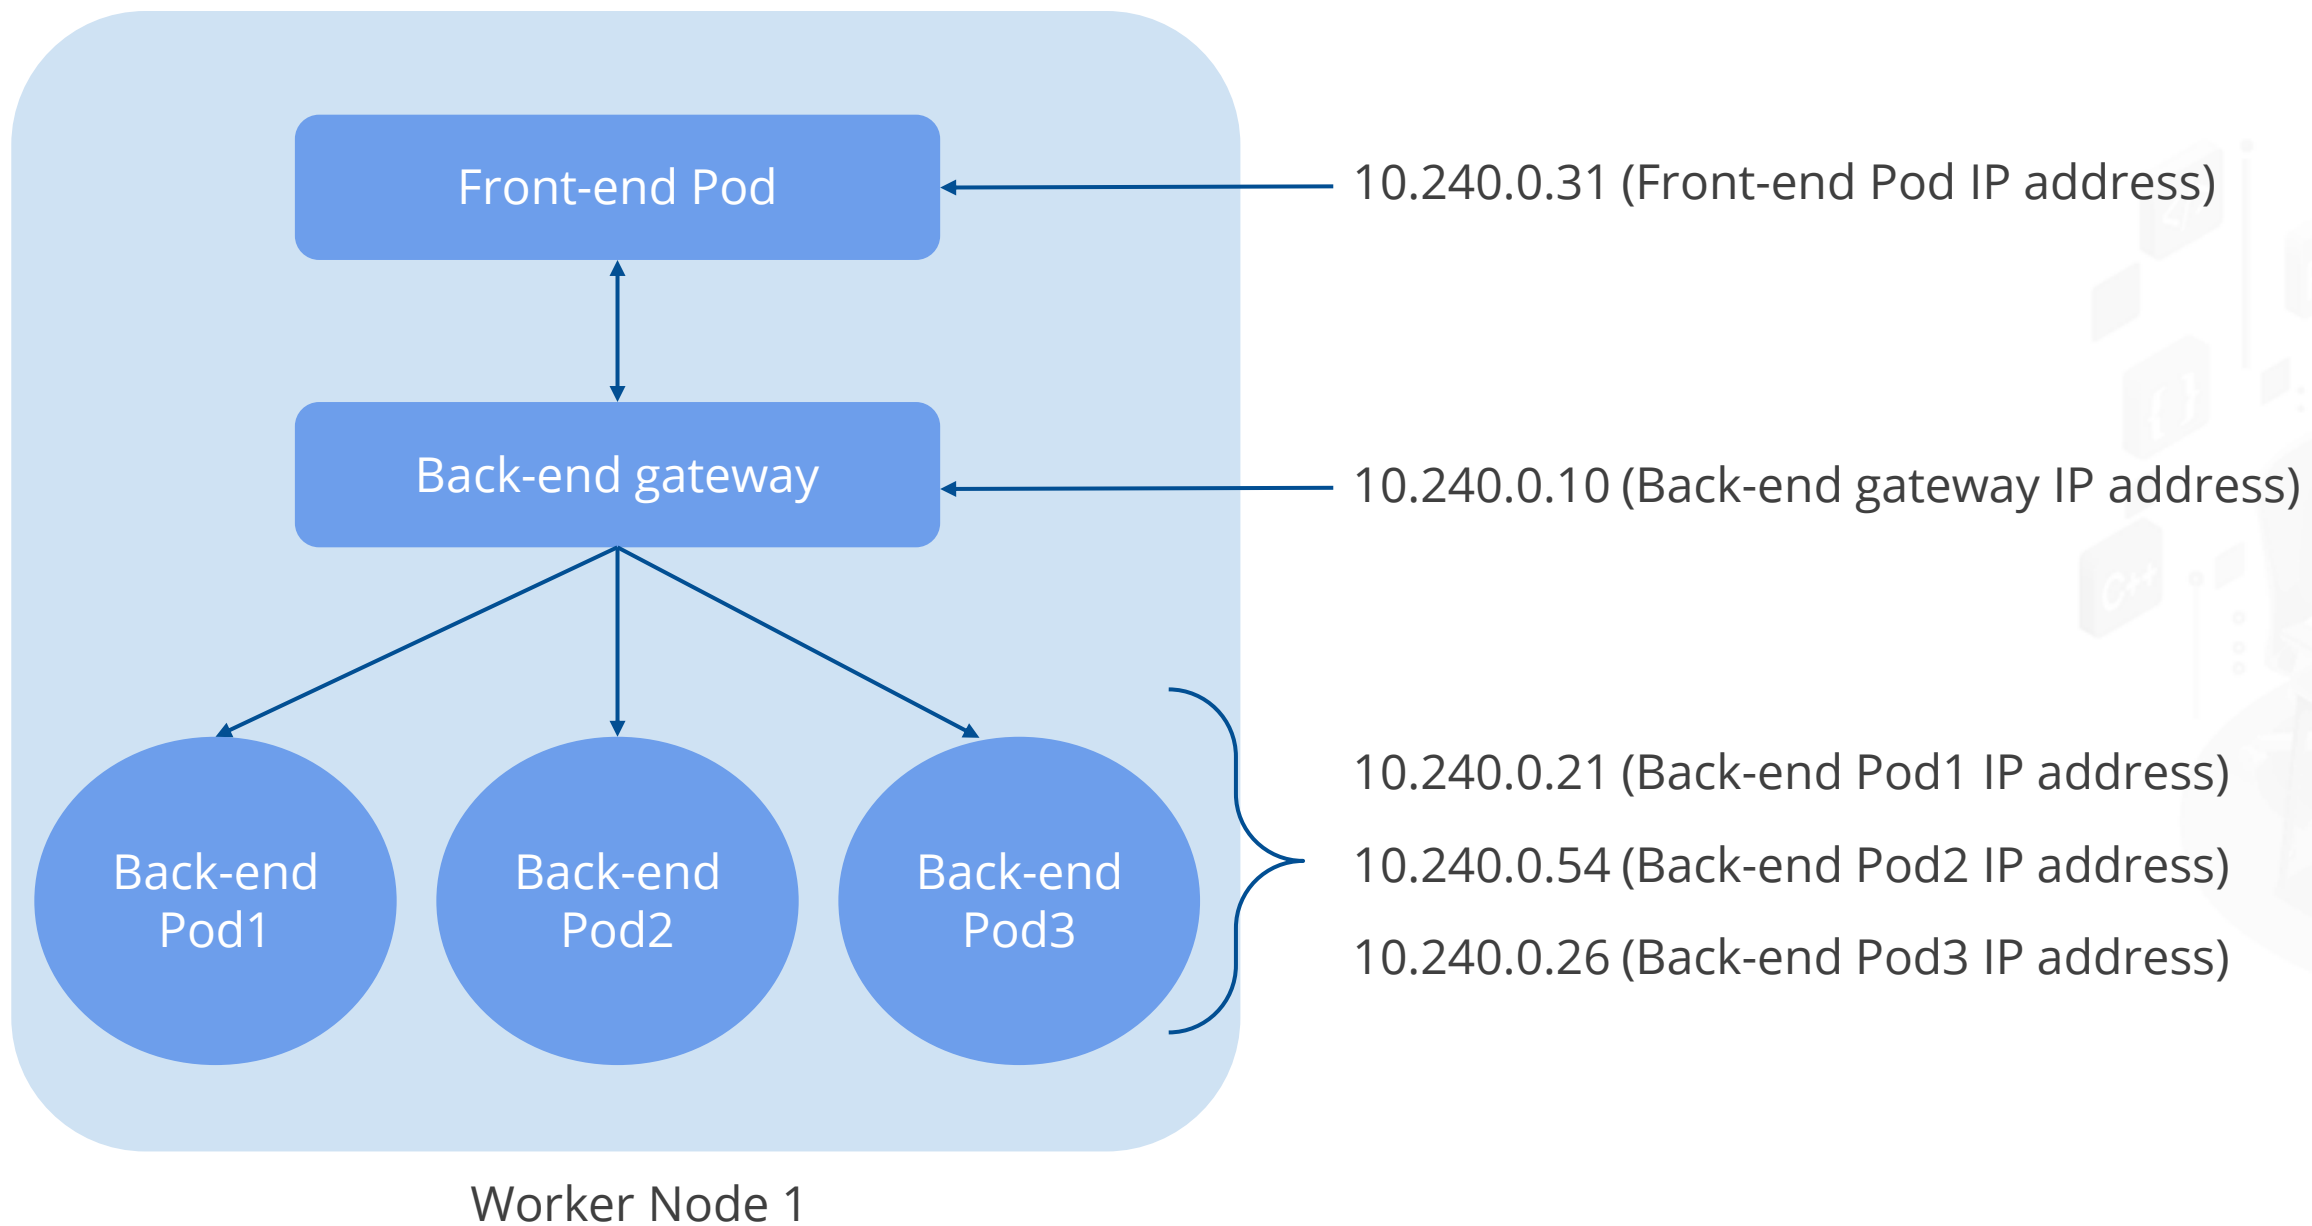 Front-end Pod
10.240.0.31 (Front-end Pod IP address)
Back-end gateway
10.240.0.10 (Back-end gateway IP address)
Back-end
Pod1
Back-end
Pod2
Back-end
Pod3
10.240.0.21 (Back-end Pod1 IP address)
10.240.0.54 (Back-end Pod2 IP address)
10.240.0.26 (Back-end Pod3 IP address)
Worker Node 1
</>
{ }
C++